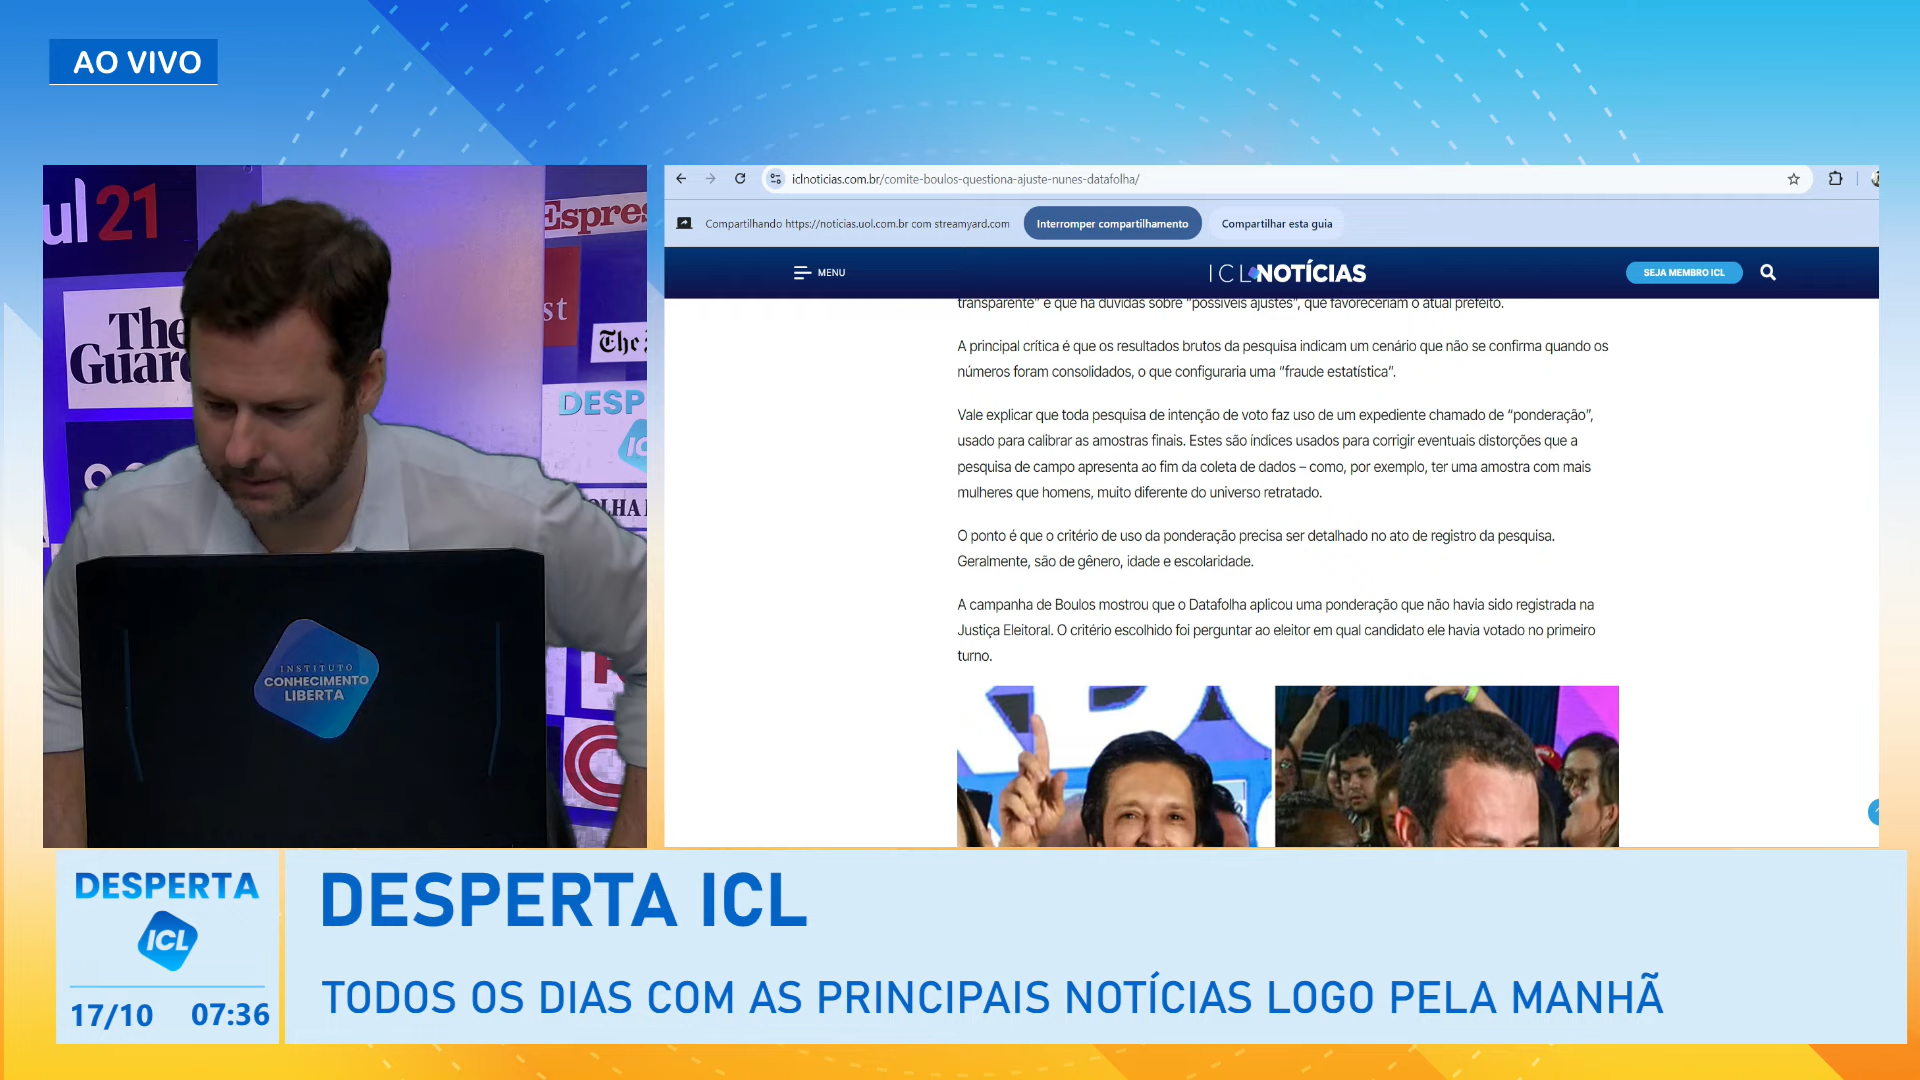 AO VIVO
ul 21
The
Guar
Espres
st
The
DESP
OLHA
INSTITUTO
CONHECIMENTO
LIBERTA
iclnoticias.com.br/comite-boulos-questiona-ajuste-nunes-datafolha/
Compartilhando https://noticias.uol.com.br com streamyard.com
Interromper compartilhamento
Compartilhar esta guia
MENU
ICL NOTÍCIAS
SEJA MEMBRO ICL
transparente” e que há dúvidas sobre “possíveis ajustes”, que favoreceriam o atual prefeito.
A principal crítica é que os resultados brutos da pesquisa indicam um cenário que não se confirma quando os
números foram consolidados, o que configuraria uma “fraude estatística”.
Vale explicar que toda pesquisa de intenção de voto faz uso de um expediente chamado de “ponderação”,
usado para calibrar as amostras finais. Estes são índices usados para corrigir eventuais distorções que a
pesquisa de campo apresenta ao fim da coleta de dados – como, por exemplo, ter uma amostra com mais
mulheres que homens, muito diferente do universo retratado.
O ponto é que o critério de uso da ponderação precisa ser detalhado no ato de registro da pesquisa.
Geralmente, são de gênero, idade e escolaridade.
A campanha de Boulos mostrou que o Datafolha aplicou uma ponderação que não havia sido registrada na
Justiça Eleitoral. O critério escolhido foi perguntar ao eleitor em qual candidato ele havia votado no primeiro
turno.
DESPERTA
ICL
17/10 07:36
DESPERTA ICL
TODOS OS DIAS COM AS PRINCIPAIS NOTÍCIAS LOGO PELA MANHÃ